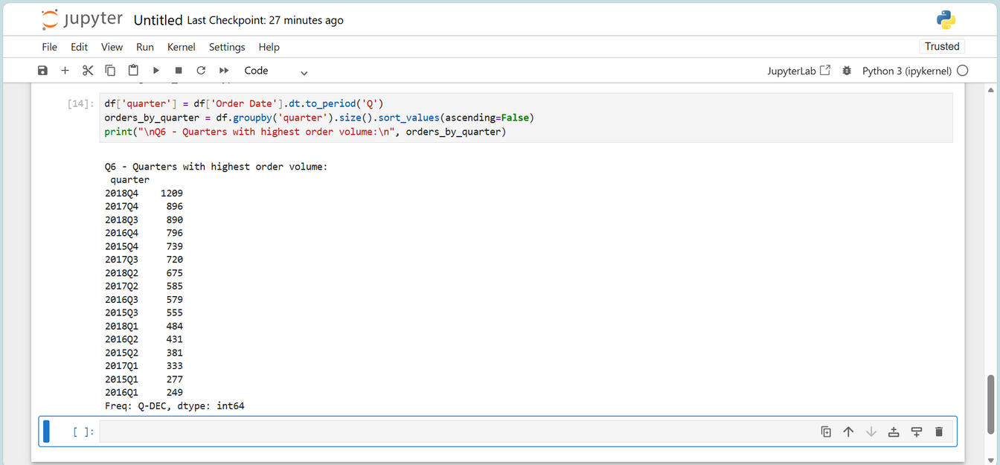 jupyter Untitled Last Checkpoint: 27 minutes ago
File Edit View Run Kernel Settings Help Trusted
Code JupyterLab Python 3 (ipykernel)
[14]: df['quarter'] = df['Order Date'].dt.to_period('Q')
orders_by_quarter = df.groupby('quarter').size().sort_values(ascending=False)
print("\nQ6 - Quarters with highest order volume:\n", orders_by_quarter)
Q6 - Quarters with highest order volume:
quarter
2018Q4 1209
2017Q4 896
2018Q3 890
2016Q4 796
2015Q4 739
2017Q3 720
2018Q2 675
2017Q2 585
2016Q3 579
2015Q3 555
2018Q1 484
2016Q2 431
2015Q2 381
2017Q1 333
2015Q1 277
2016Q1 249
Freq: Q-DEC, dtype: int64
[ ]: